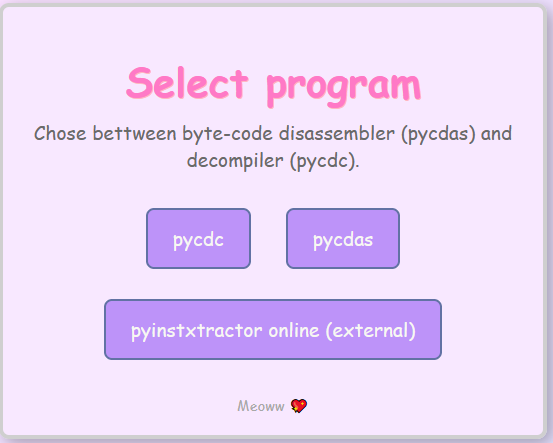 Select program
Chose bettween byte-code disassembler (pycdas) and
decompiler (pycdc).
pycdc
pycdas
pyinstxtractor online (external)
Meoww 💖